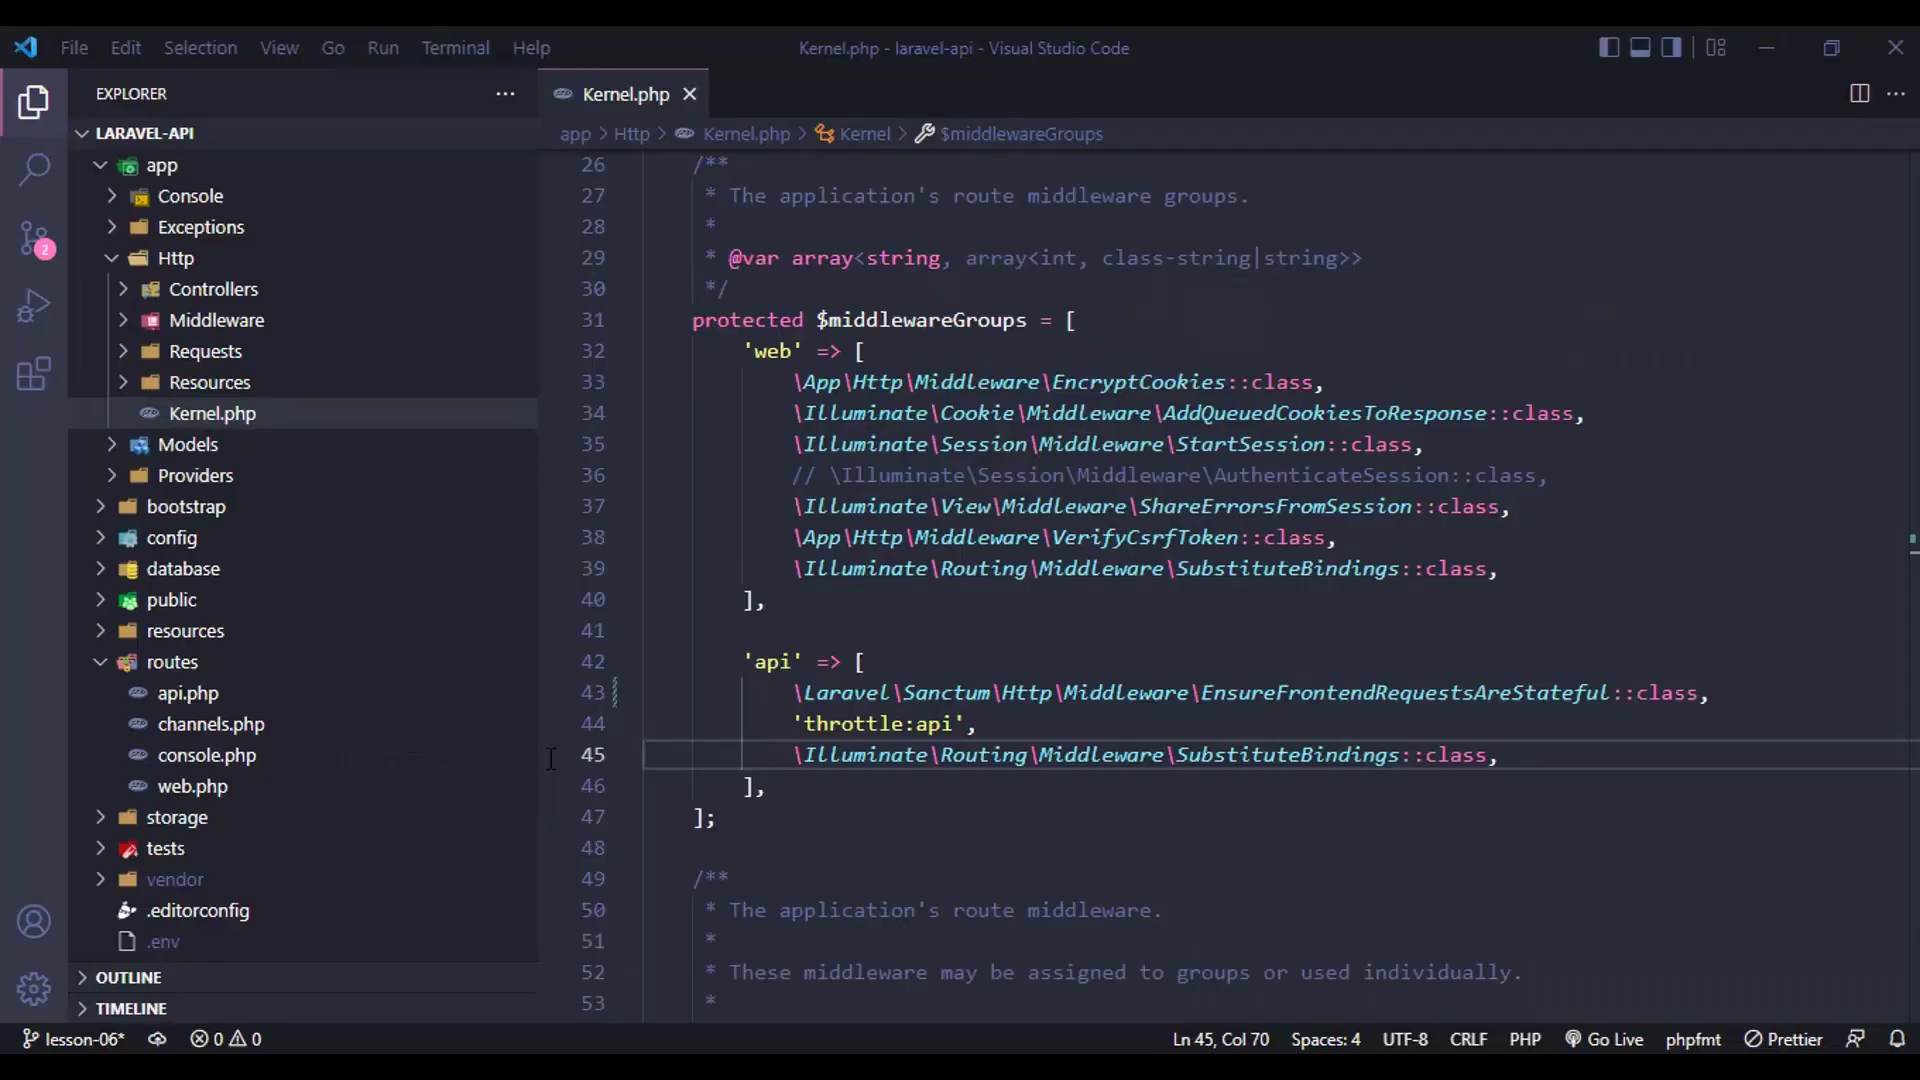 File Edit Selection View Go Run Terminal Help
Kernel.php - laravel-api - Visual Studio Code
EXPLORER
LARAVEL-API
app
Console
Exceptions
Http
Controllers
Middleware
Requests
Resources
Kernel.php
Models
Providers
bootstrap
config
database
public
resources
routes
api.php
channels.php
console.php
web.php
storage
tests
vendor
.editorconfig
.env
OUTLINE
TIMELINE
2
Kernel.php
app > Http > Kernel.php > Kernel > $middlewareGroups
26 /**
27 * The application's route middleware groups.
28 *
29 * @var array<string, array<int, class-string|string>>
30 */
31 protected $middlewareGroups = [
32 'web' => [
33 \App\Http\Middleware\EncryptCookies::class,
34 \Illuminate\Cookie\Middleware\AddQueuedCookiesToResponse::class,
35 \Illuminate\Session\Middleware\StartSession::class,
36 // \Illuminate\Session\Middleware\AuthenticateSession::class,
37 \Illuminate\View\Middleware\ShareErrorsFromSession::class,
38 \App\Http\Middleware\VerifyCsrfToken::class,
39 \Illuminate\Routing\Middleware\SubstituteBindings::class,
40 ],
41
42 'api' => [
43 \Laravel\Sanctum\Http\Middleware\EnsureFrontendRequestsAreStateful::class,
44 'throttle:api',
45 \Illuminate\Routing\Middleware\SubstituteBindings::class,
46 ],
47 ];
48
49 /**
50 * The application's route middleware.
51 *
52 * These middleware may be assigned to groups or used individually.
53 *
lesson-06* 0 0 Ln 45, Col 70 Spaces: 4 UTF-8 CRLF PHP Go Live phpfmt Prettier